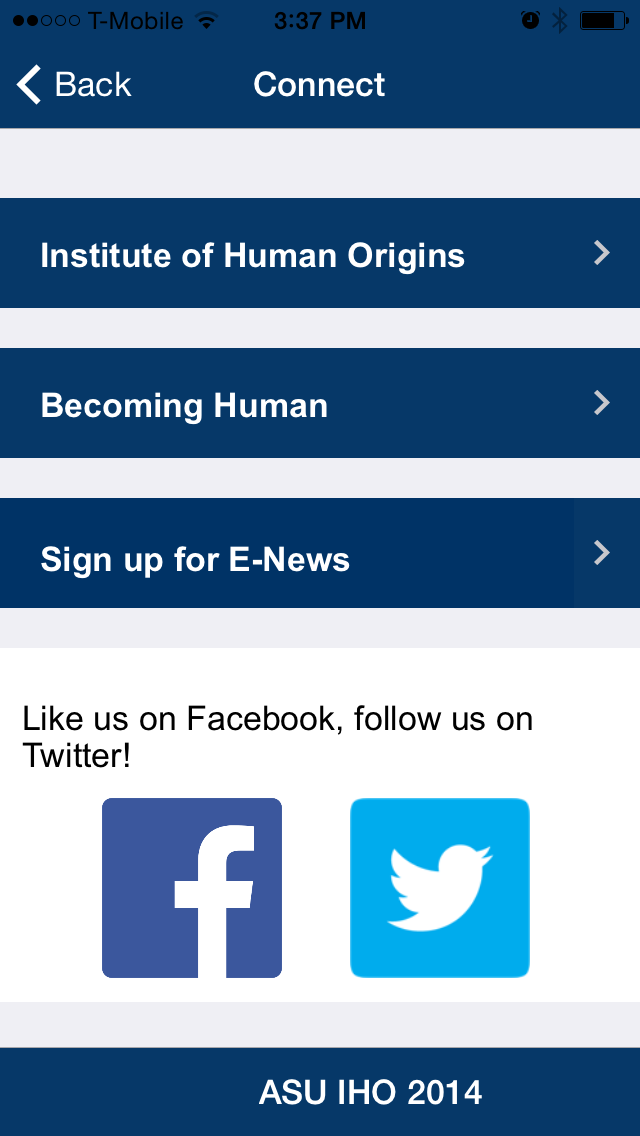 T-Mobile 3:37 PM
Back Connect
Institute of Human Origins
Becoming Human
Sign up for E-News
Like us on Facebook, follow us on
Twitter!
ASU IHO 2014